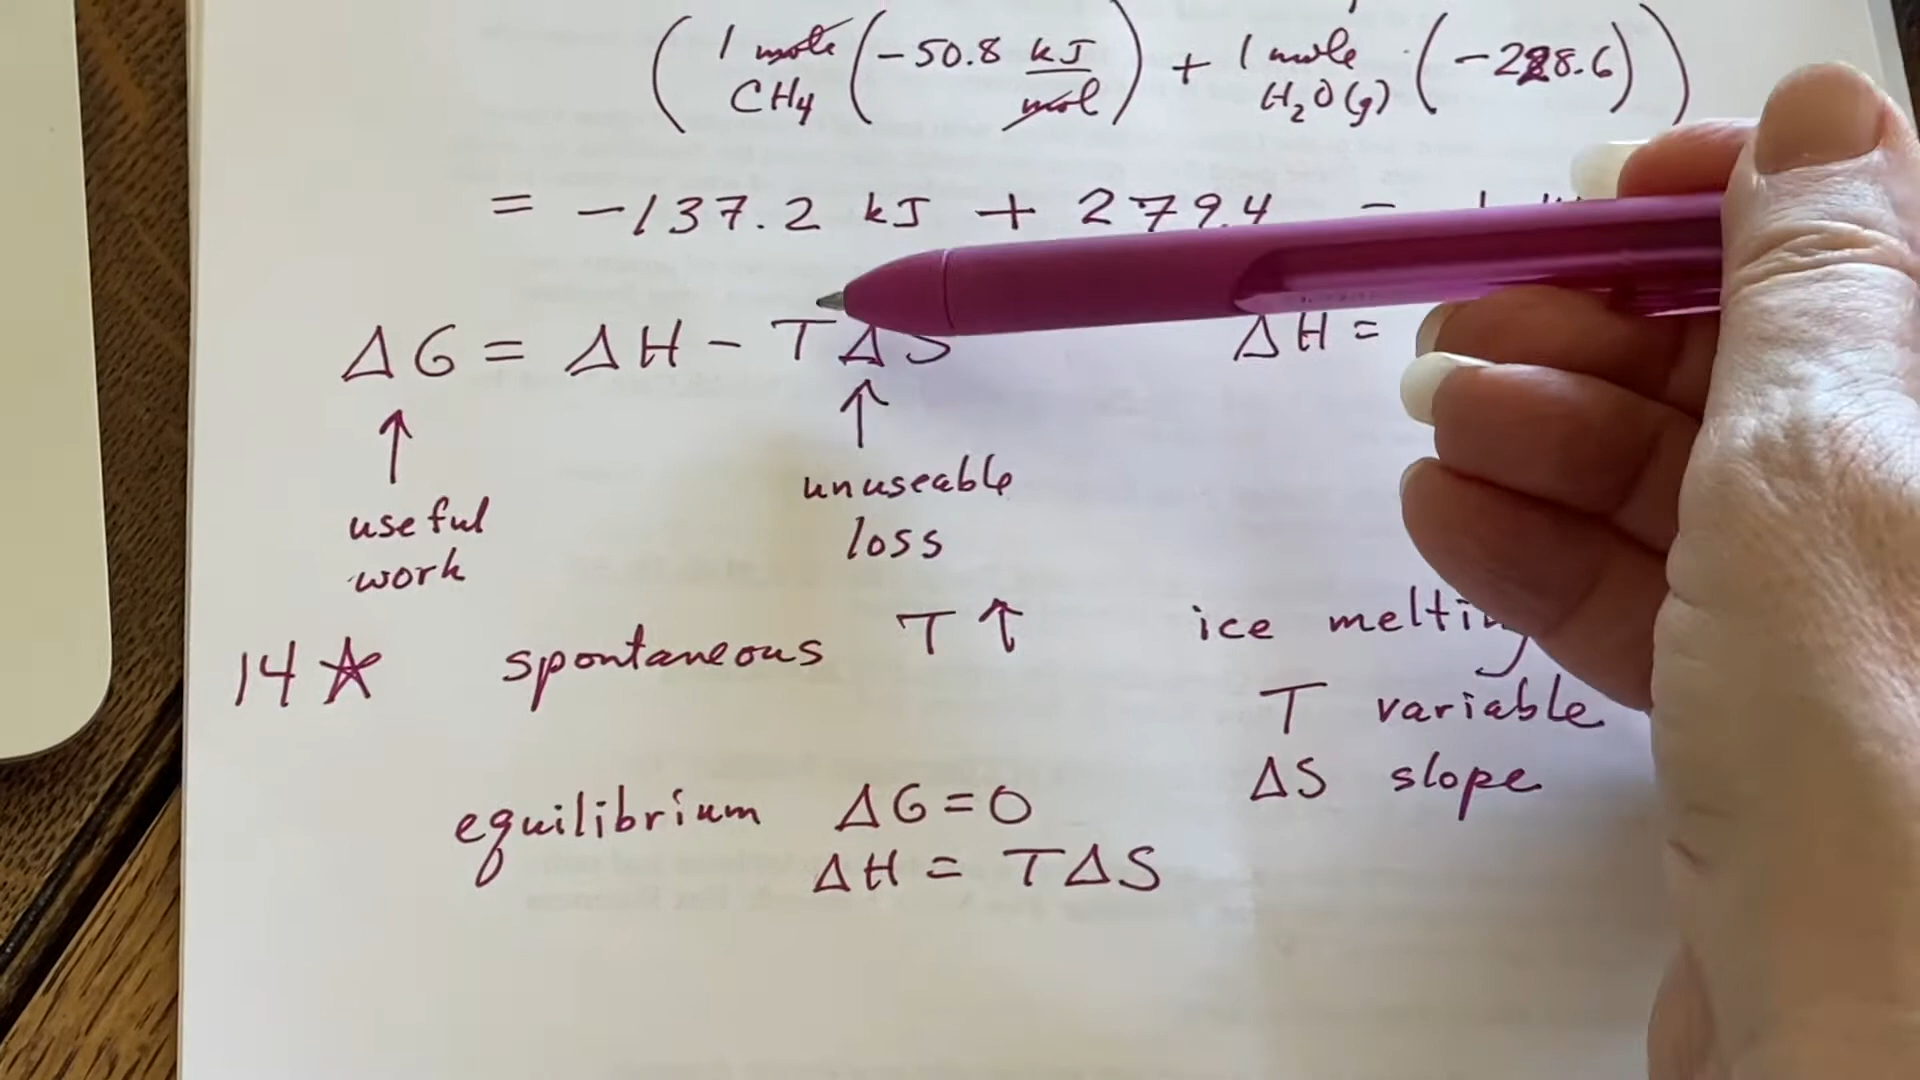 (1 mole CH4 (-50.8 kJ/mol) + 1 mole H₂O(g) · (-228.6))
= -137.2 kJ + 279.4 =
ΔG = ΔH - TΔS ΔH =
↑ ↑
useful work
unuseable loss
14 ☆ spontaneous T ↑
ice melting
T variable
ΔS slope
equilibrium ΔG = 0
ΔH = TΔS